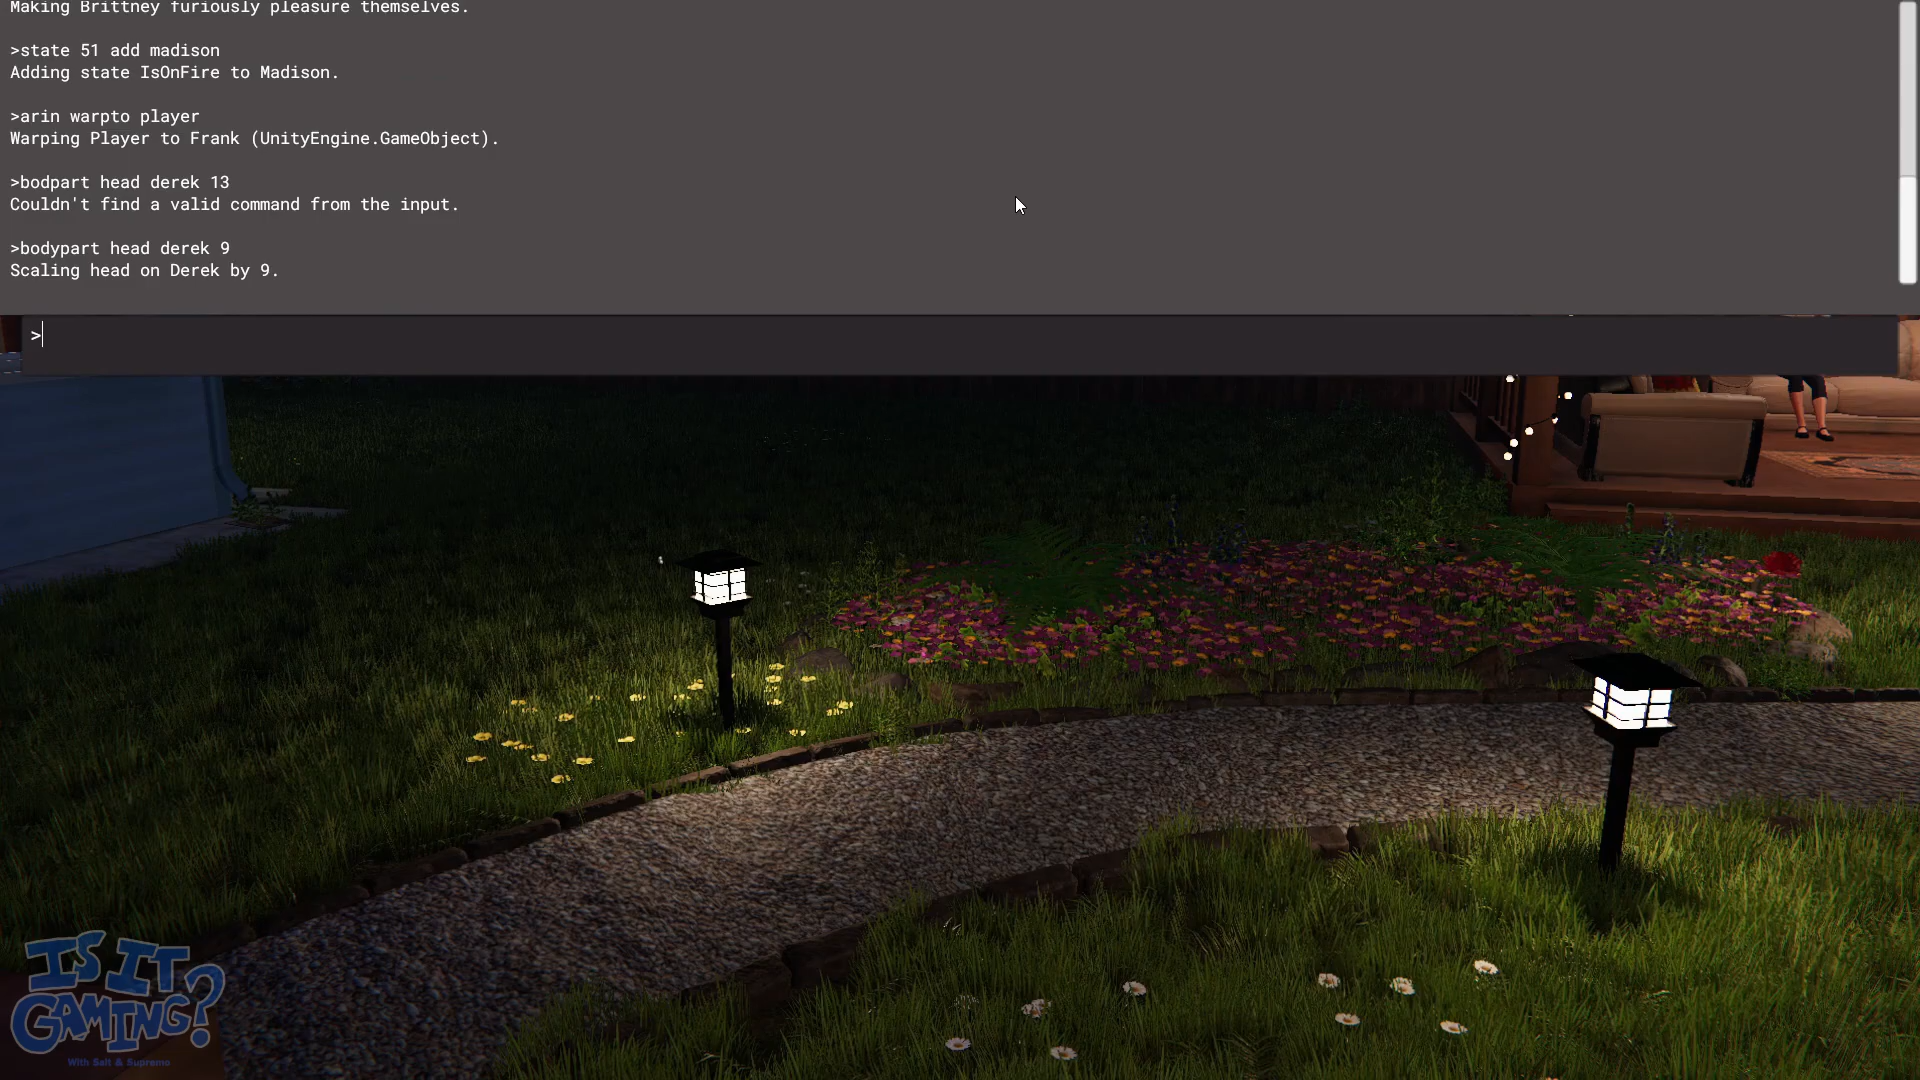 Making Brittney furiously pleasure themselves.
>state 51 add madison
Adding state IsOnFire to Madison.
>arin warpto player
Warping Player to Frank (UnityEngine.GameObject).
>bodpart head derek 13
Couldn't find a valid command from the input.
>bodypart head derek 9
Scaling head on Derek by 9.
>
IS IT
GAMING?
With Salt & Supremo